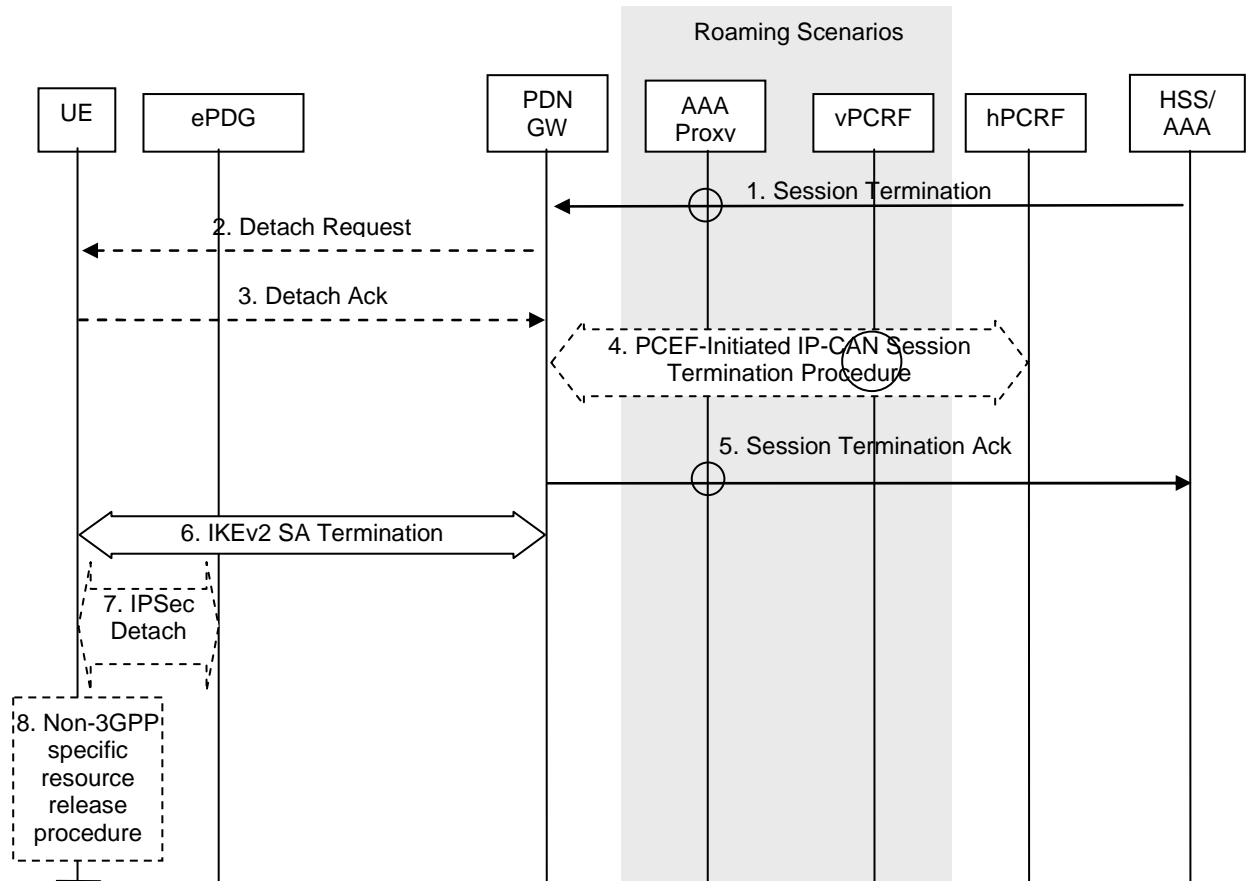 Roaming Scenarios
UE
ePDG
PDN
GW
AAA
Proxy
vPCRF
hPCRF
HSS/
AAA
1. Session Termination
2. Detach Request
3. Detach Ack
4. PCEF-Initiated IP-CAN Session
Termination Procedure
5. Session Termination Ack
6. IKEv2 SA Termination
7. IPSec
Detach
8. Non-3GPP
specific
resource
release
procedure